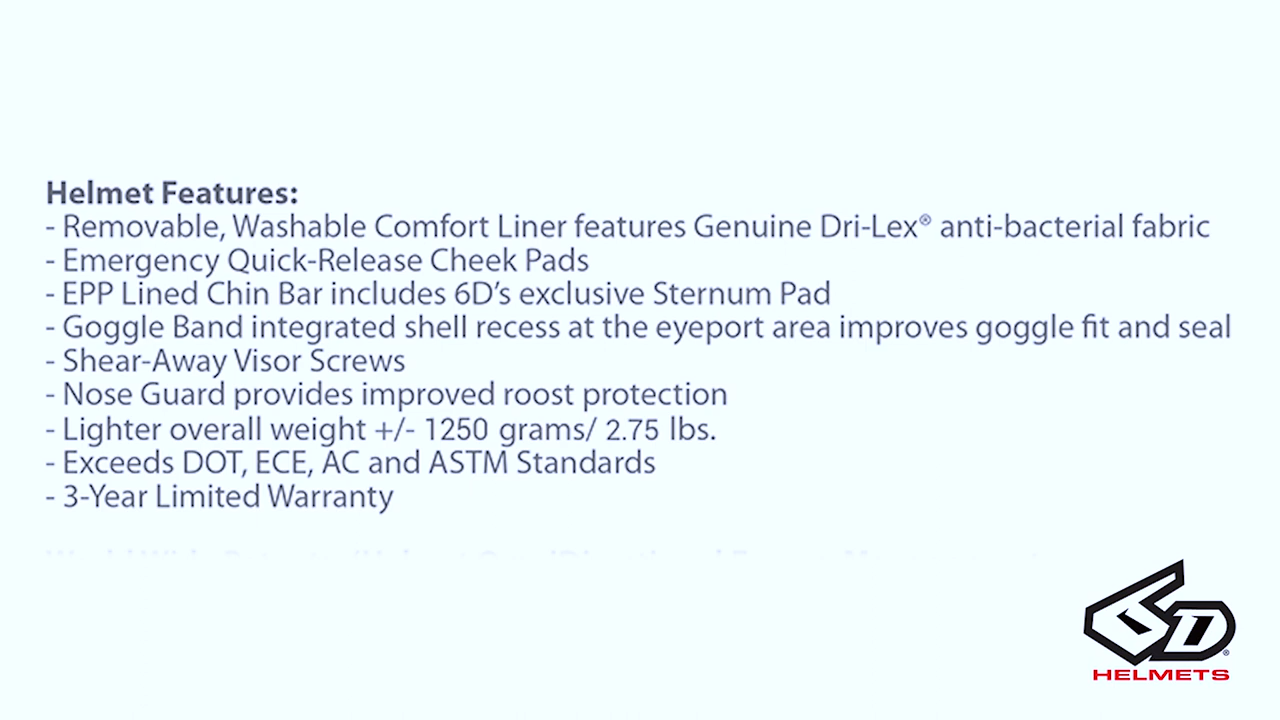 Helmet Features:
- Removable, Washable Comfort Liner features Genuine Dri-Lex® anti-bacterial fabric
- Emergency Quick-Release Cheek Pads
- EPP Lined Chin Bar includes 6D’s exclusive Sternum Pad
- Goggle Band integrated shell recess at the eyeport area improves goggle fit and seal
- Shear-Away Visor Screws
- Nose Guard provides improved roost protection
- Lighter overall weight +/- 1250 grams/ 2.75 lbs.
- Exceeds DOT, ECE, AC and ASTM Standards
- 3-Year Limited Warranty
6D®
HELMETS